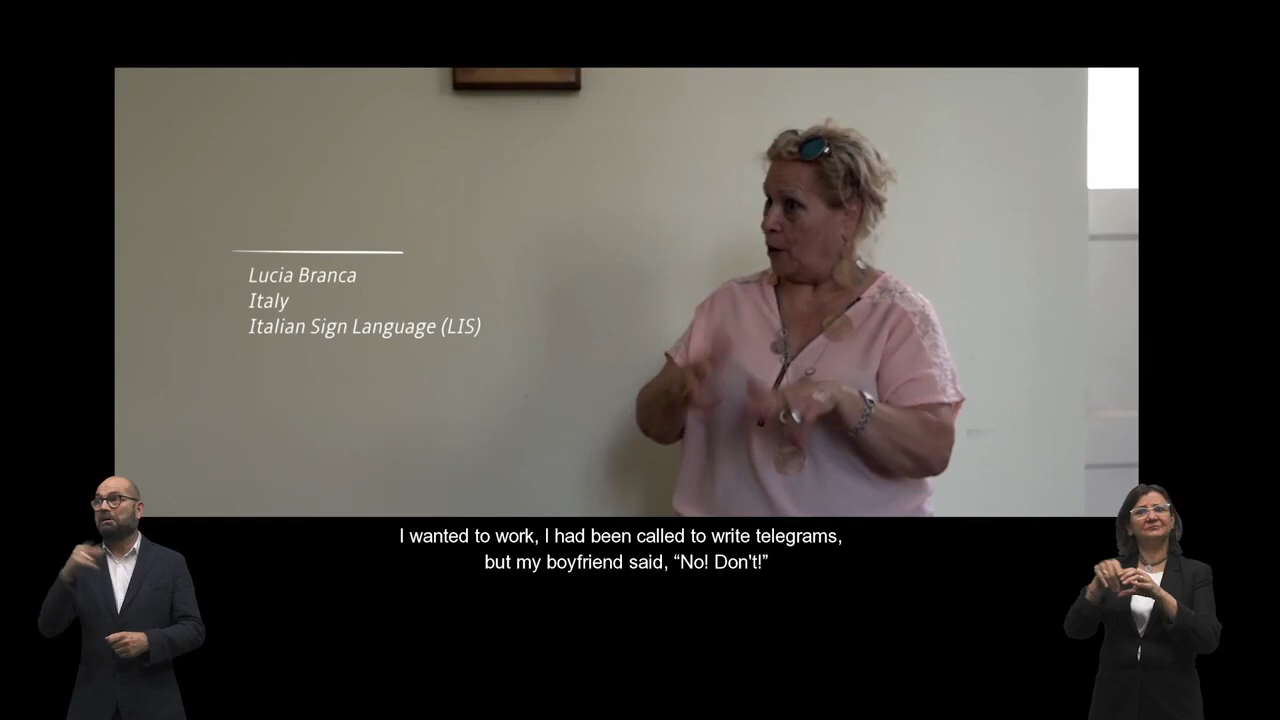 Lucia Branca
Italy
Italian Sign Language (LIS)
I wanted to work, I had been called to write telegrams,
but my boyfriend said, “No! Don't!”